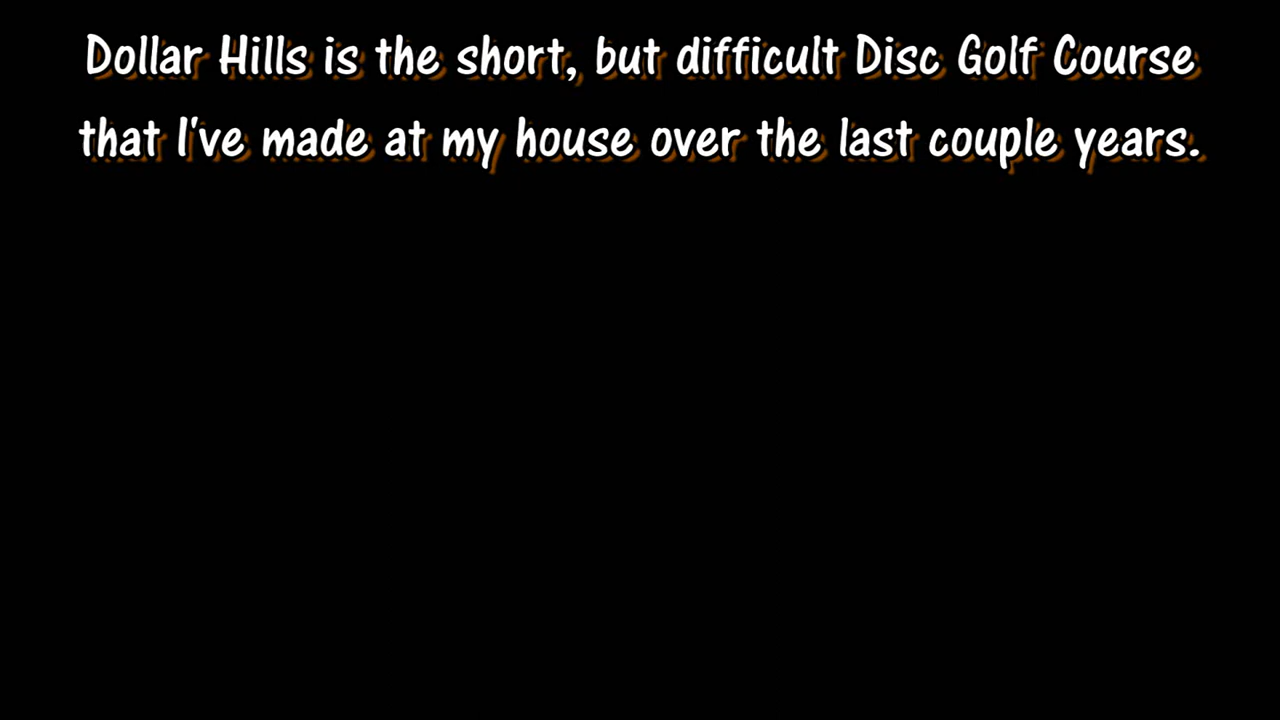 Dollar Hills is the short, but difficult Disc Golf Course
that I've made at my house over the last couple years.